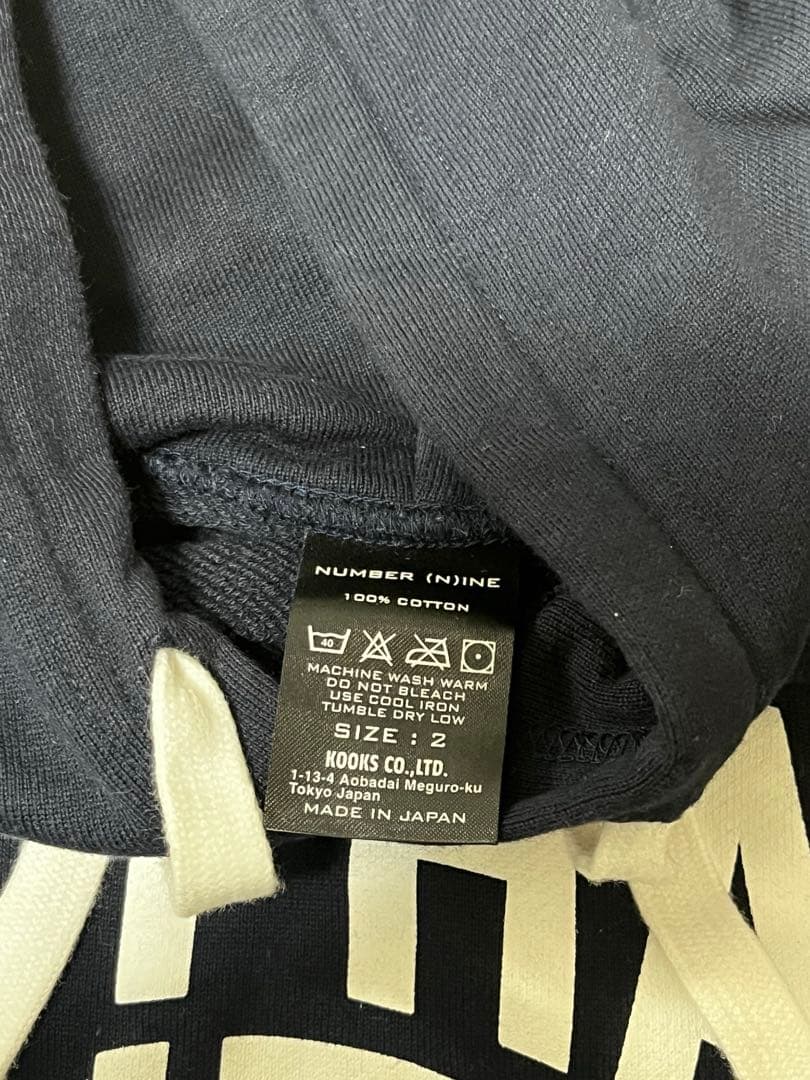 NUMBER (N)INE
100% COTTON
40
MACHINE WASH WARM
DO NOT BLEACH
USE COOL IRON
TUMBLE DRY LOW
SIZE : 2
KOOKS CO.,LTD.
1-13-4 Aobadai Meguro-ku
Tokyo Japan
MADE IN JAPAN